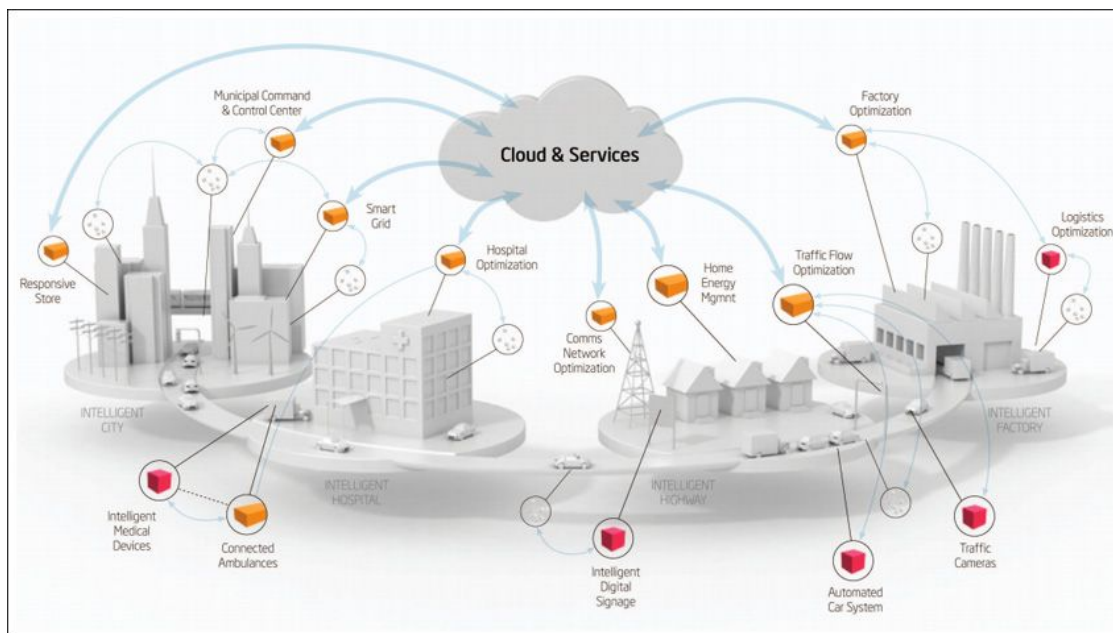 Municipal Command
& Control Center
Factory
Optimization
Cloud & Services
Smart
Grid
Hospital
Optimization
Logistics
Optimization
Responsive
Store
Home
Energy
Mgmnt
Traffic Flow
Optimization
Comms
Network
Optimization
INTELLIGENT
CITY
INTELLIGENT
HOSPITAL
INTELLIGENT
HIGHWAY
INTELLIGENT
FACTORY
Intelligent
Medical
Devices
Connected
Ambulances
Intelligent
Digital
Signage
Automated
Car System
Traffic
Cameras